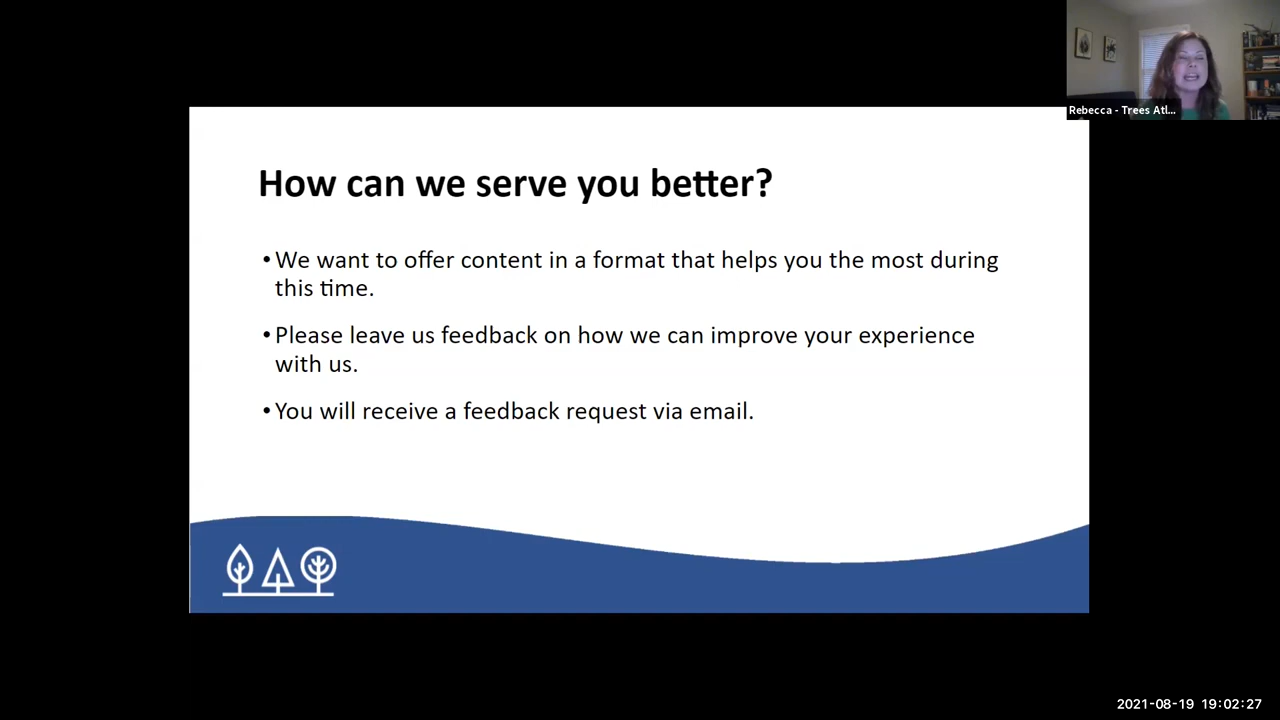 Rebecca - Trees Atl...
How can we serve you better?
•We want to offer content in a format that helps you the most during
this time.
•Please leave us feedback on how we can improve your experience
with us.
•You will receive a feedback request via email.
2021-08-19 19:02:27